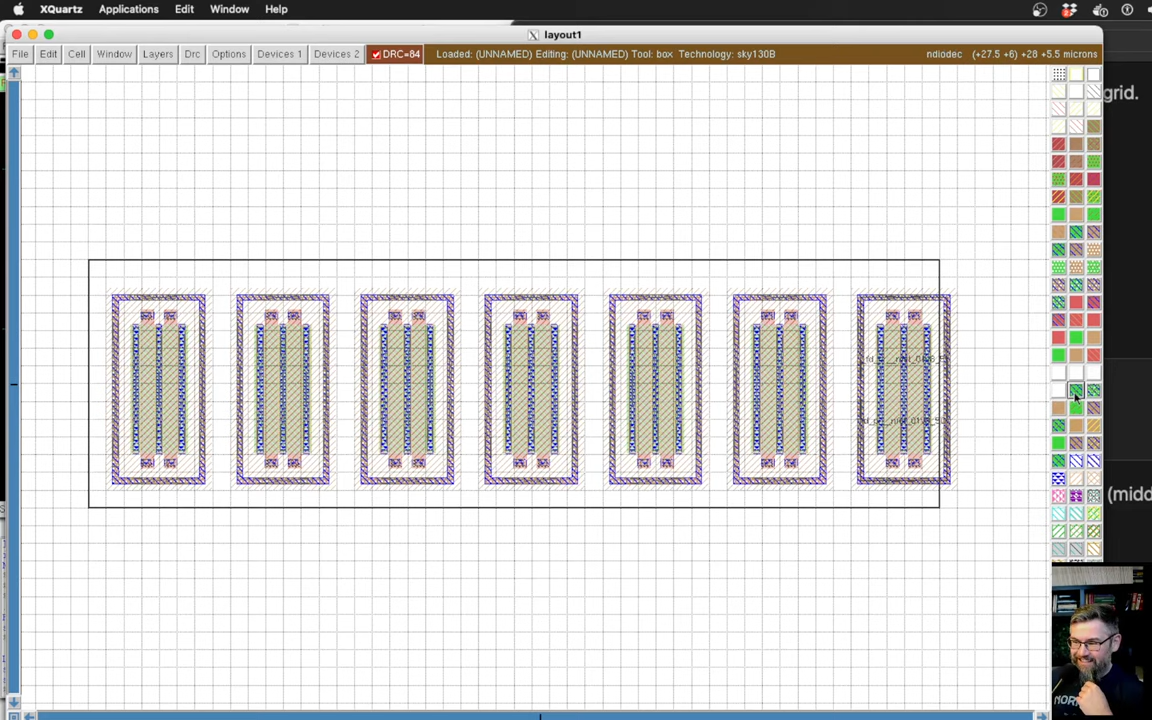 XQuartz Applications Edit Window Help
layout1
File Edit Cell Window Layers Drc Options Devices 1 Devices 2 DRC=84 Loaded: (UNNAMED) Editing: (UNNAMED) Tool: box Technology: sky130B ndiodec (+27.5 +6) +28 +5.5 microns
grid.
(midd
NOR